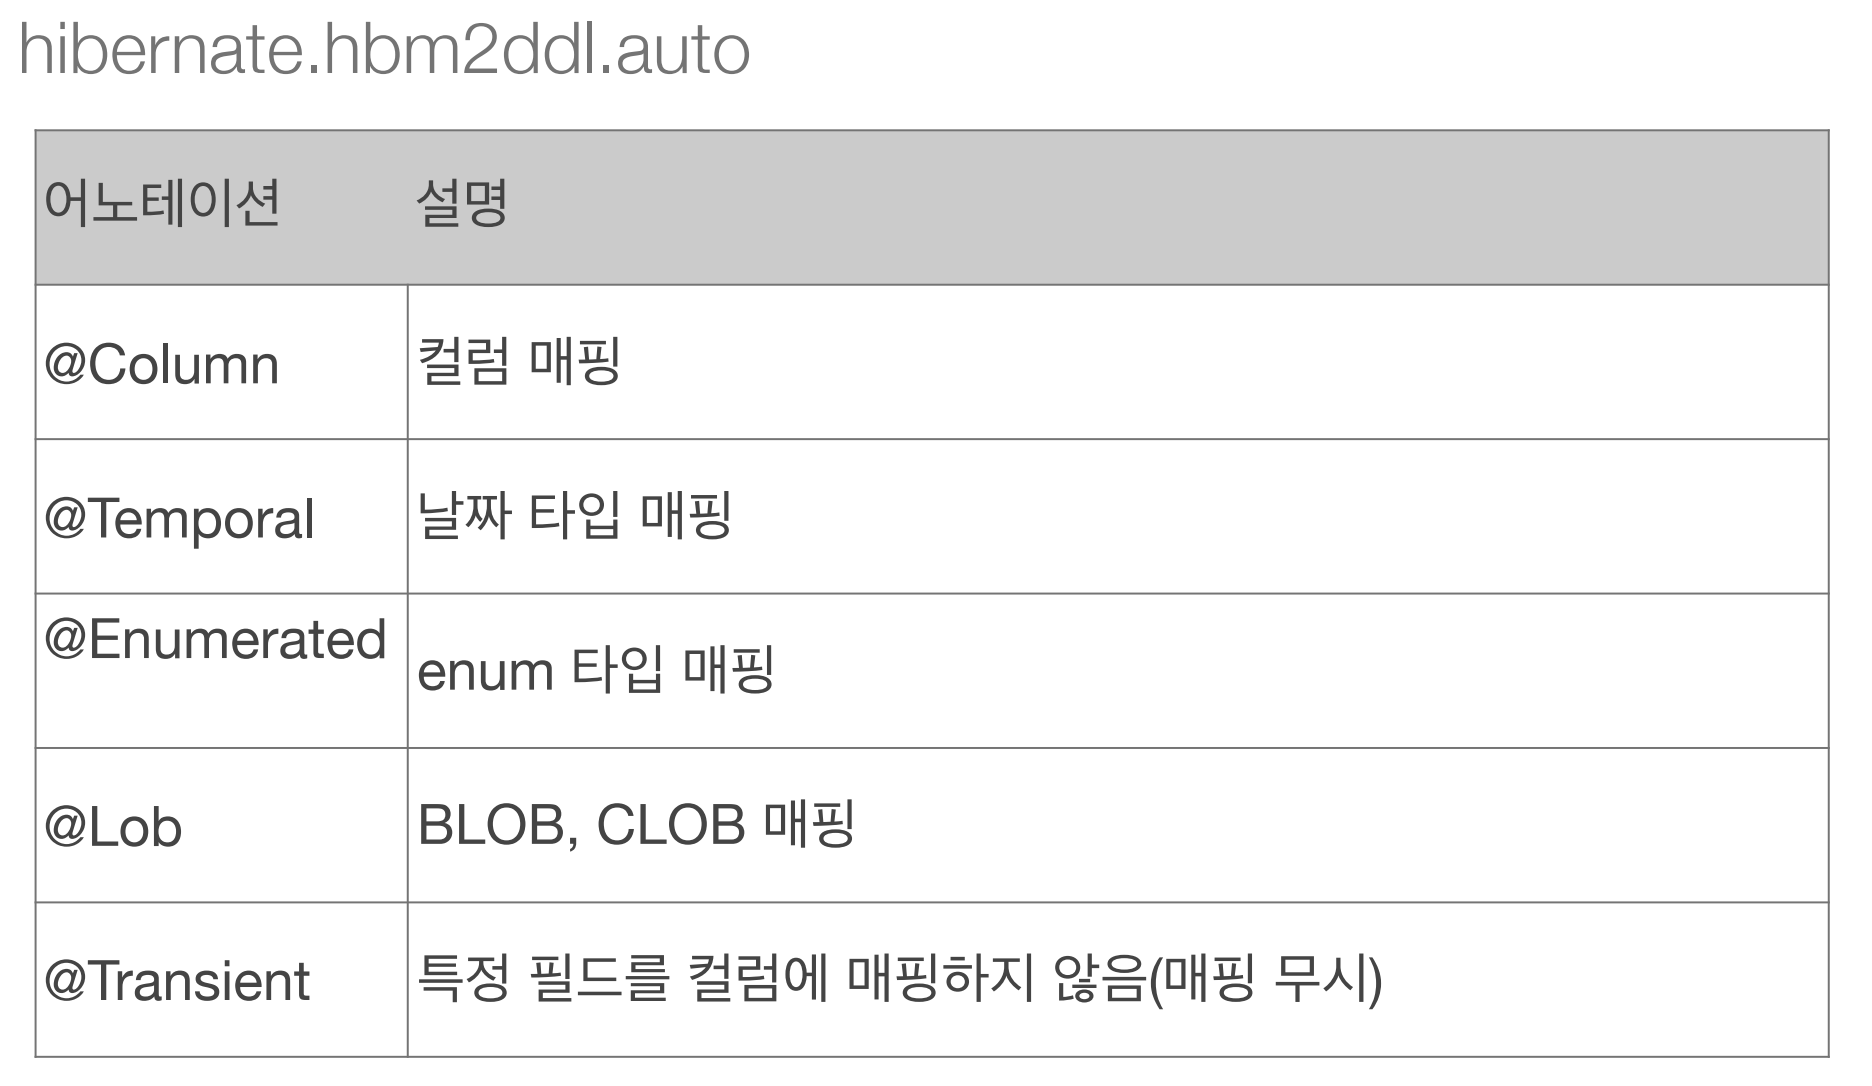 hibernate.hbm2ddl.auto
어노테이션 설명
@Column 컬럼 매핑
@Temporal 날짜 타입 매핑
@Enumerated enum 타입 매핑
@Lob BLOB, CLOB 매핑
@Transient 특정 필드를 컬럼에 매핑하지 않음(매핑 무시)